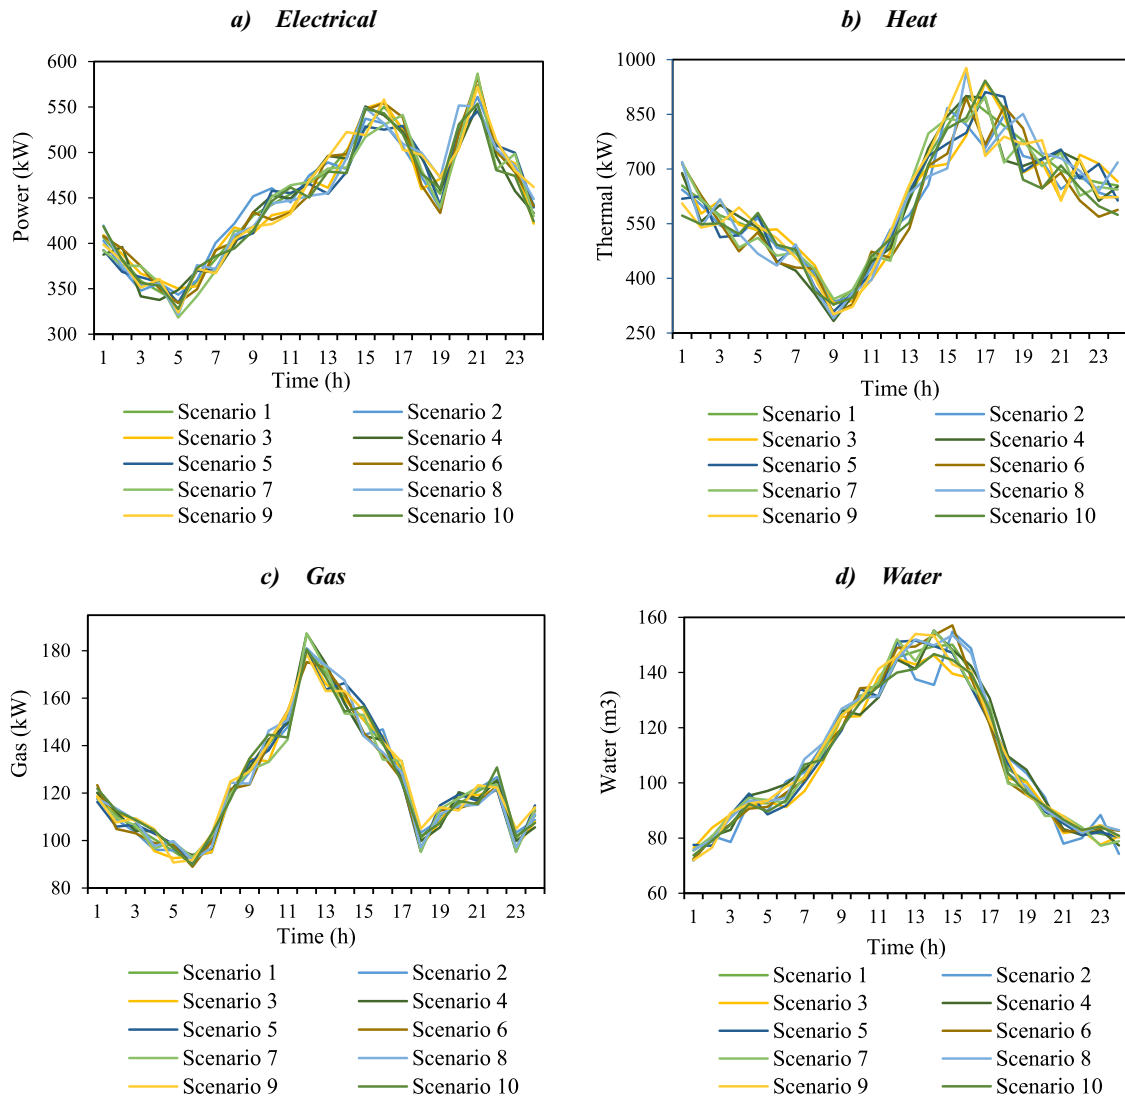 a) Electrical
600
550
500
450
400
350
300
Power (kW)
1 3 5 7 9 11 13 15 17 19 21 23
Time (h)
Scenario 1 Scenario 2
Scenario 3 Scenario 4
Scenario 5 Scenario 6
Scenario 7 Scenario 8
Scenario 9 Scenario 10
b) Heat
1000
850
700
550
400
250
Thermal (kW)
1 3 5 7 9 11 13 15 17 19 21 23
Time (h)
Scenario 1 Scenario 2
Scenario 3 Scenario 4
Scenario 5 Scenario 6
Scenario 7 Scenario 8
Scenario 9 Scenario 10
c) Gas
180
160
140
120
100
80
Gas (kW)
1 3 5 7 9 11 13 15 17 19 21 23
Time (h)
Scenario 1 Scenario 2
Scenario 3 Scenario 4
Scenario 5 Scenario 6
Scenario 7 Scenario 8
Scenario 9 Scenario 10
d) Water
160
140
120
100
80
60
Water (m3)
1 3 5 7 9 11 13 15 17 19 21 23
Time (h)
Scenario 1 Scenario 2
Scenario 3 Scenario 4
Scenario 5 Scenario 6
Scenario 7 Scenario 8
Scenario 9 Scenario 10